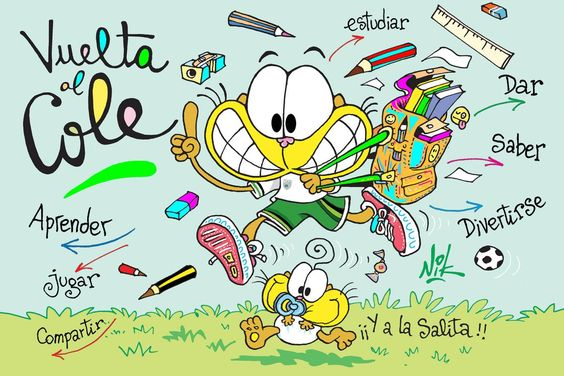 Vuelta
al
Cole
estudiar
Dar
Saber
Divertirse
Aprender
jugar
Compartir
Nik
¡¡Y a la Salita!!